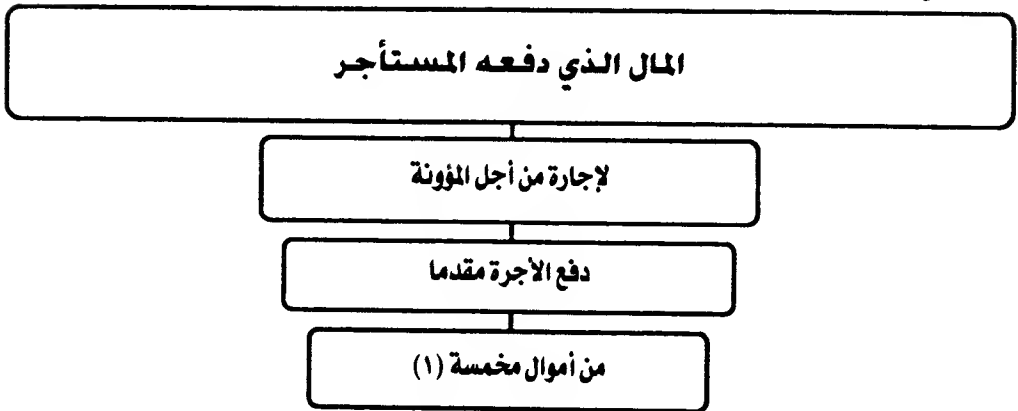 المال الذي دفعه المستأجر
لإجارة من أجل المؤونة
دفع الأجرة مقدما
من أموال مخمسة (١)